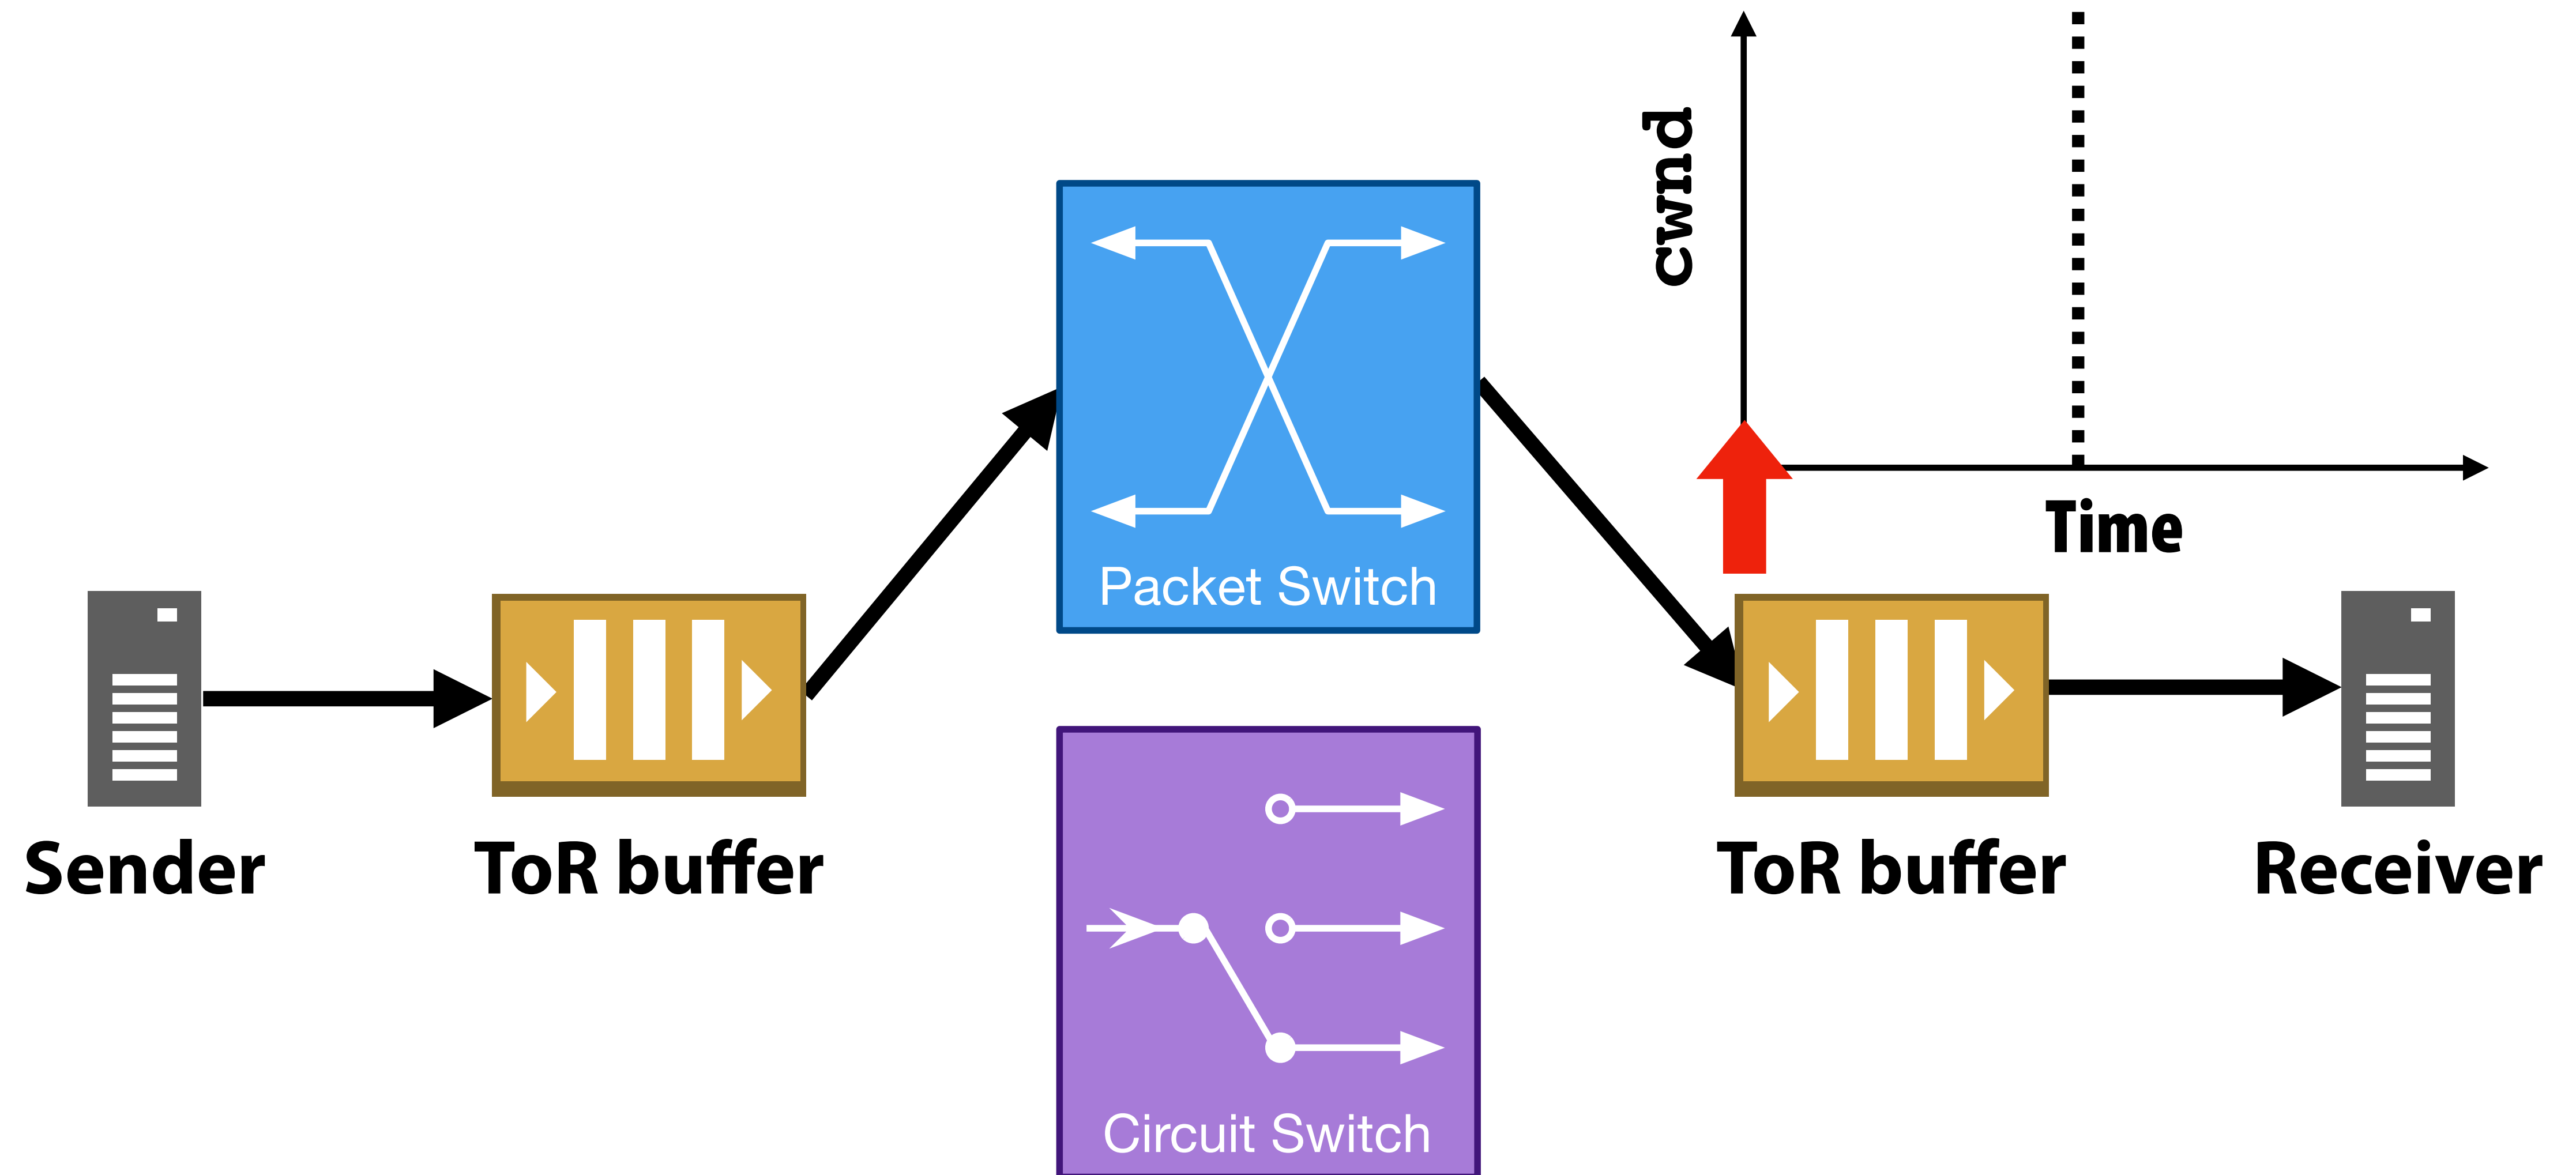 cwnd
Time
Packet Switch
Sender
ToR buffer
ToR buffer
Receiver
Circuit Switch